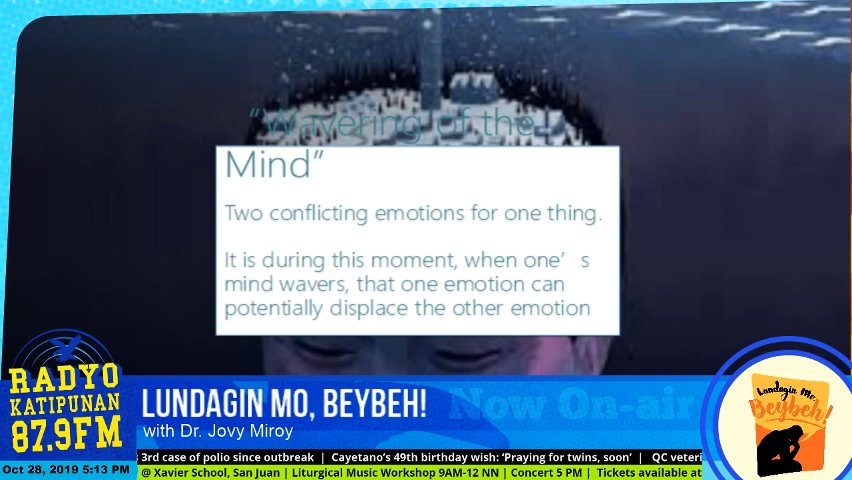 “Wavering of the
Mind”
Two conflicting emotions for one thing.
It is during this moment, when one’ s
mind wavers, that one emotion can
potentially displace the other emotion
RADYO
KATIPUNAN
87.9FM
LUNDAGIN MO, BEYBEH!
Now On-air
with Dr. Jovy Miroy
Lundagin Mo,
Beybeh!
3rd case of polio since outbreak | Cayetano’s 49th birthday wish: ‘Praying for twins, soon’ | QC veteri
Oct 28, 2019 5:13 PM
@ Xavier School, San Juan | Liturgical Music Workshop 9AM-12 NN | Concert 5 PM | Tickets available at